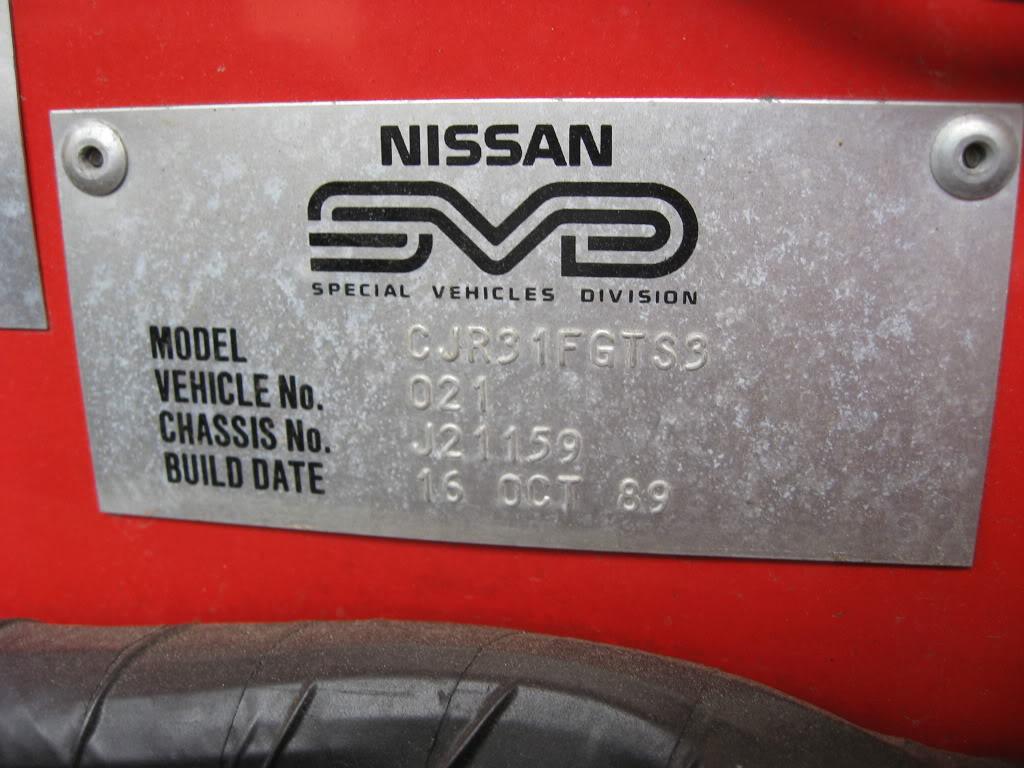 NISSAN
SVD
SPECIAL VEHICLES DIVISION
MODEL CJR31FGTS3
VEHICLE No. 021
CHASSIS No. J21159
BUILD DATE 16 OCT 89